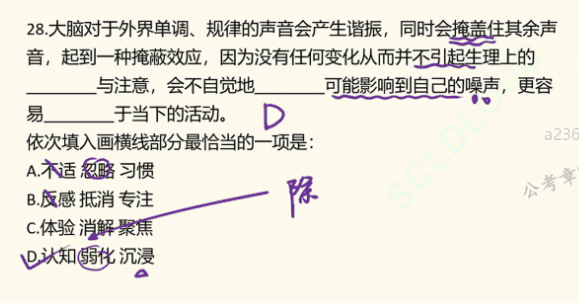 28.大脑对于外界单调、规律的声音会产生谐振，同时会掩盖住其余声
音，起到一种掩蔽效应，因为没有任何变化从而并不引起生理上的
________与注意，会不自觉地________可能影响到自己的噪声，更容
易________于当下的活动。
D
依次填入画横线部分最恰当的一项是：
A.不适 忽略 习惯
B.反感 抵消 专注
除
C.体验 消解 聚焦
D.认知 弱化 沉浸
a236
公考章